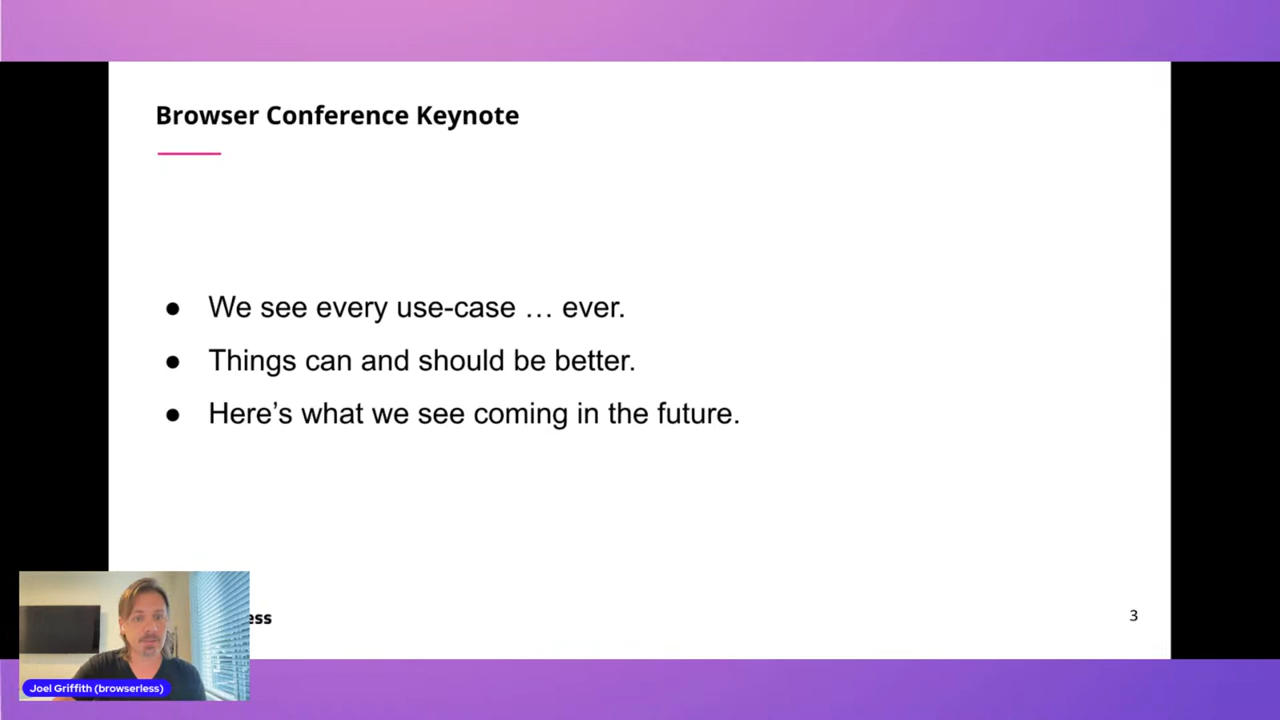 Browser Conference Keynote
● We see every use-case … ever.
● Things can and should be better.
● Here’s what we see coming in the future.
ess
3
Joel Griffith (browserless)